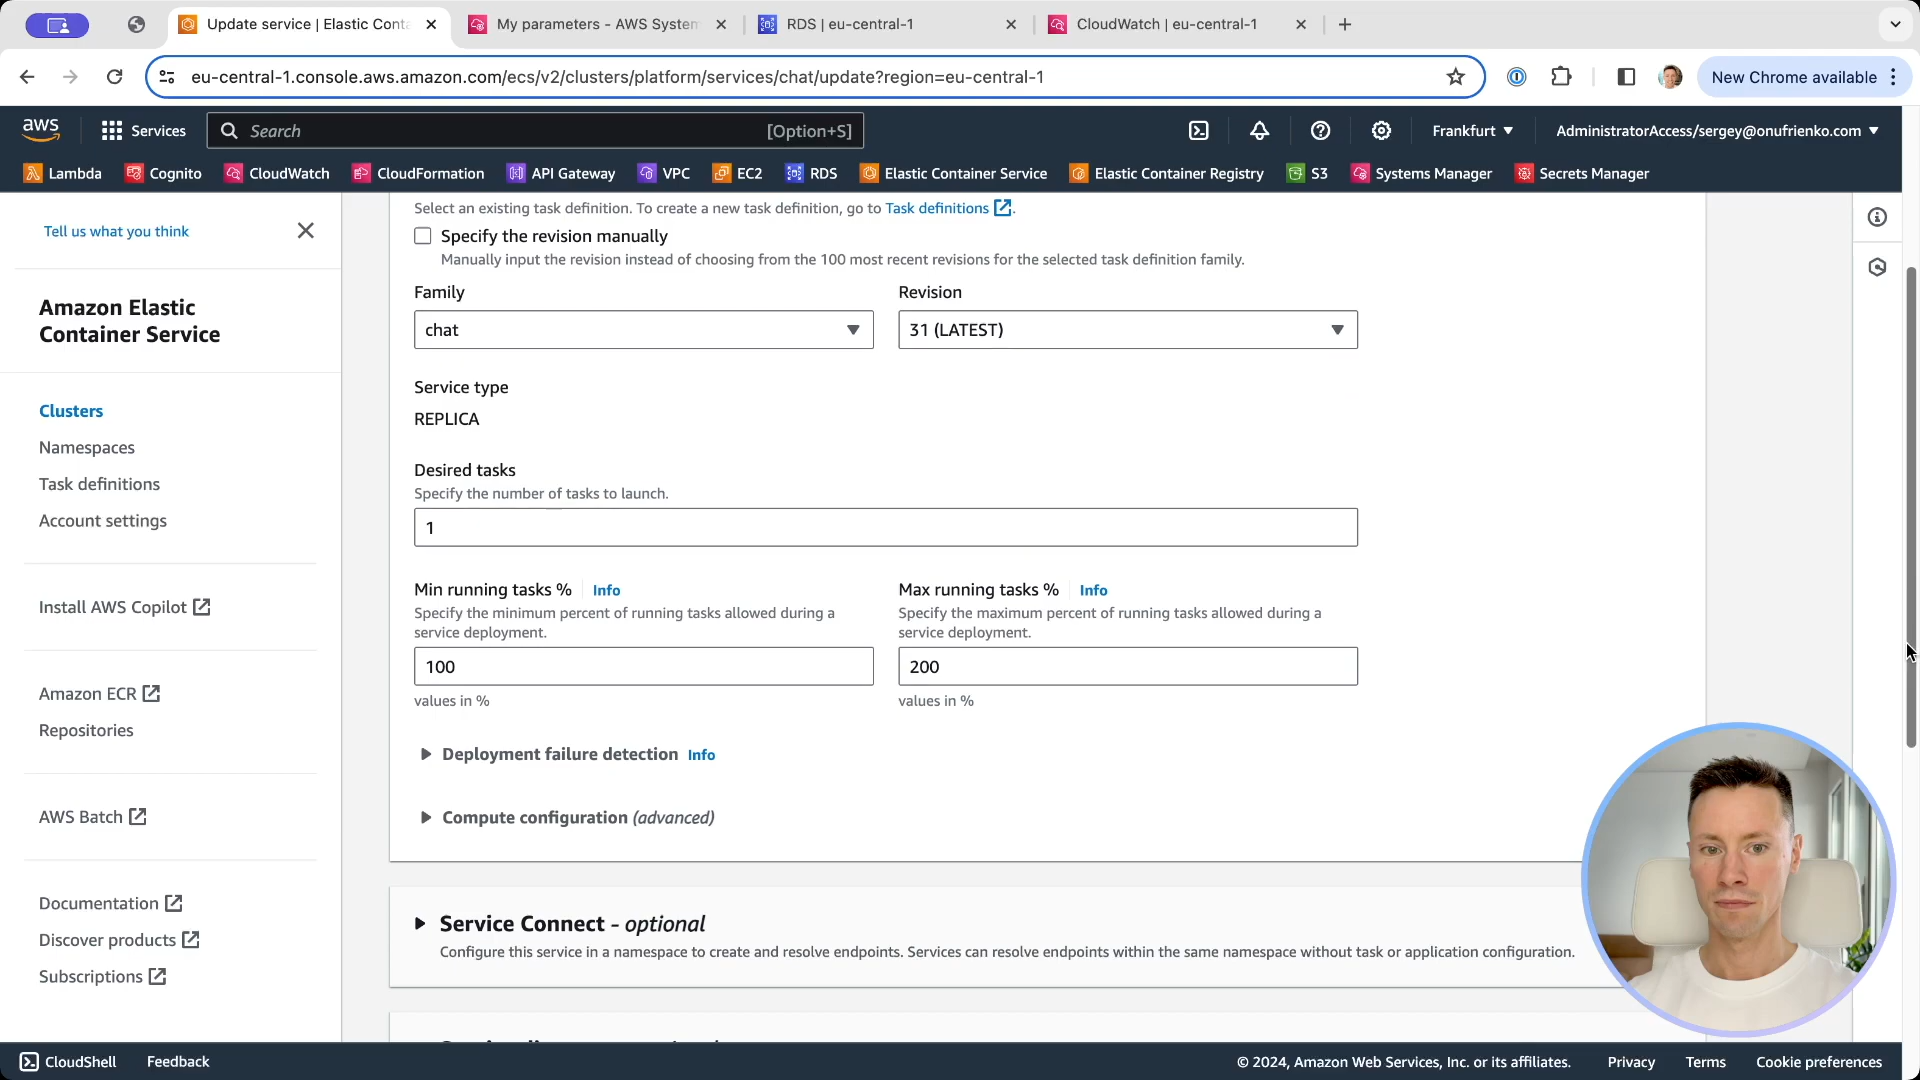 Update service | Elastic Conta
My parameters - AWS System
RDS | eu-central-1
CloudWatch | eu-central-1
eu-central-1.console.aws.amazon.com/ecs/v2/clusters/platform/services/chat/update?region=eu-central-1
New Chrome available
aws
Services
Search
[Option+S]
Frankfurt
AdministratorAccess/sergey@onufrienko.com
Lambda
Cognito
CloudWatch
CloudFormation
API Gateway
VPC
EC2
RDS
Elastic Container Service
Elastic Container Registry
S3
Systems Manager
Secrets Manager
Tell us what you think
Amazon Elastic
Container Service
Clusters
Namespaces
Task definitions
Account settings
Install AWS Copilot
Amazon ECR
Repositories
AWS Batch
Documentation
Discover products
Subscriptions
Select an existing task definition. To create a new task definition, go to Task definitions.
Specify the revision manually
Manually input the revision instead of choosing from the 100 most recent revisions for the selected task definition family.
Family
Revision
chat
31 (LATEST)
Service type
REPLICA
Desired tasks
Specify the number of tasks to launch.
1
Min running tasks %
Info
Max running tasks %
Info
Specify the minimum percent of running tasks allowed during a
service deployment.
Specify the maximum percent of running tasks allowed during a
service deployment.
100
200
values in %
values in %
Deployment failure detection Info
Compute configuration (advanced)
Service Connect - optional
Configure this service in a namespace to create and resolve endpoints. Services can resolve endpoints within the same namespace without task or application configuration.
CloudShell
Feedback
© 2024, Amazon Web Services, Inc. or its affiliates.
Privacy
Terms
Cookie preferences